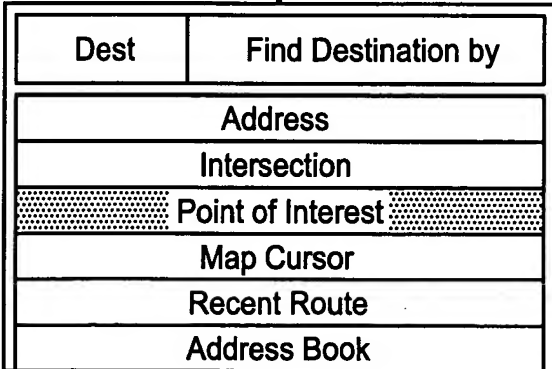 Dest Find Destination by
Address
Intersection
Point of Interest
Map Cursor
Recent Route
Address Book